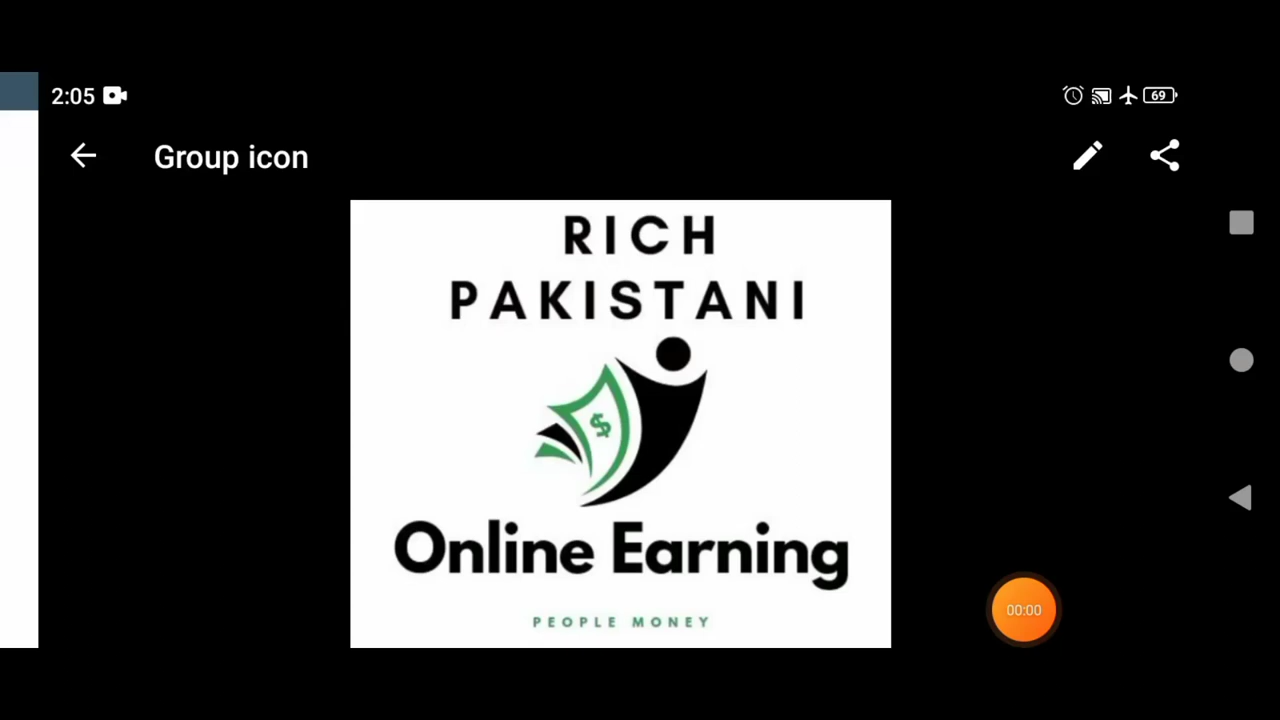 2:05
69
Group icon
RICH
PAKISTANI
$
Online Earning
PEOPLE MONEY
00:00